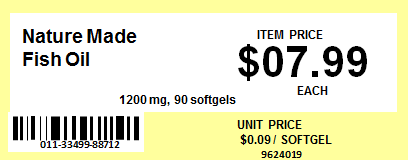 Nature Made
Fish Oil
1200 mg, 90 softgels
ITEM PRICE
$07.99
EACH
011-33499-88712
UNIT PRICE
$0.09 / SOFTGEL
9624019